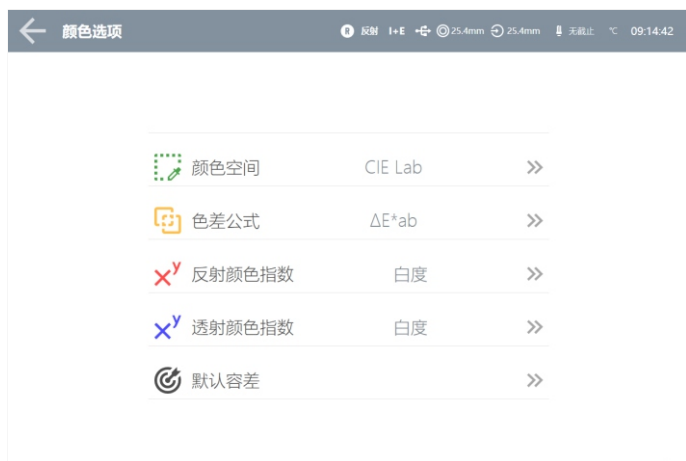 颜色选项 R 反射 I+E 25.4mm 25.4mm 无截止 ℃ 09:14:42
颜色空间 CIE Lab
色差公式 ΔE*ab
反射颜色指数 白度
透射颜色指数 白度
默认容差